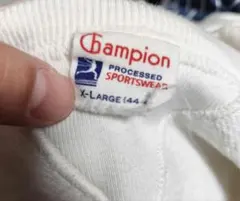 Champion
PROCESSED
SPORTSWEAR
X-LARGE (44-